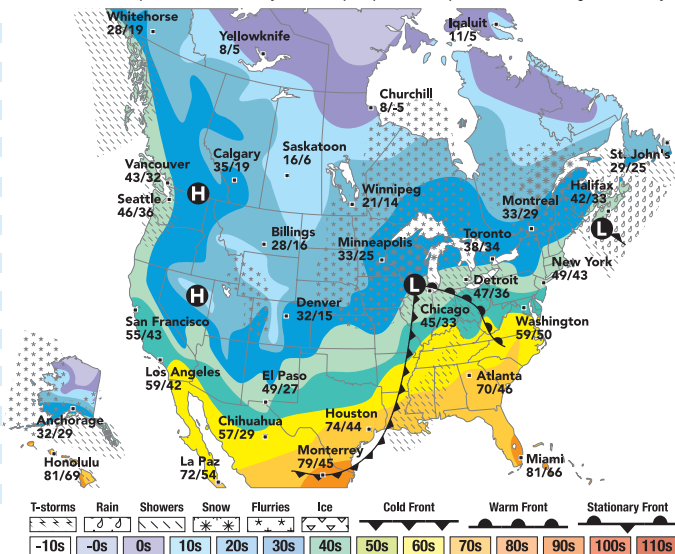 Whitehorse
28/19
Yellowknife
8/5
Iqaluit
11/5
Churchill
8/-5
St. John's
29/25
Vancouver
43/32
Calgary
35/19
Saskatoon
16/6
Winnipeg
21/14
Montreal
33/29
Halifax
42/33
Seattle
46/36
H
L
Billings
28/16
Minneapolis
33/25
Toronto
38/34
New York
49/43
H
L
Denver
32/15
Detroit
47/36
Chicago
45/33
San Francisco
55/43
Washington
59/50
Los Angeles
59/42
El Paso
49/27
Atlanta
70/46
Anchorage
32/29
Chihuahua
57/29
Houston
74/44
Honolulu
81/69
La Paz
72/54
Monterrey
79/45
Miami
81/66
T-storms Rain Showers Snow Flurries Ice Cold Front Warm Front Stationary Front
-10s -0s 0s 10s 20s 30s 40s 50s 60s 70s 80s 90s 100s 110s